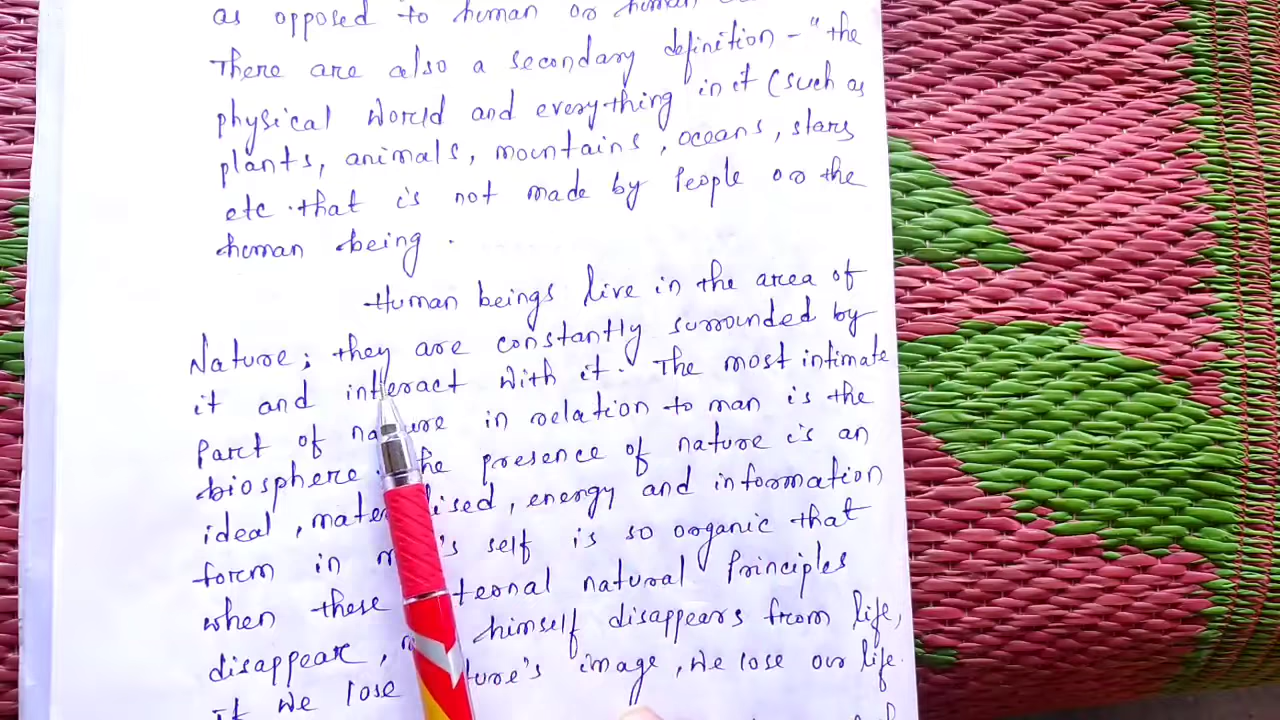 as opposed to human or human
There are also a secondary definition - "the
physical world and everything in it (such as
plants, animals, mountains, oceans, stars
etc. that is not made by People or the
human being.
Human beings live in the area of
Nature; they are constantly surrounded by
it and interact with it. The most intimate
Part of nature in relation to man is the
biosphere. The presence of nature is an
ideal, materialised, energy and information
form in self is so organic that
when these natural Principles
disappear, himself disappears from life,
If we lose image, we lose our life.